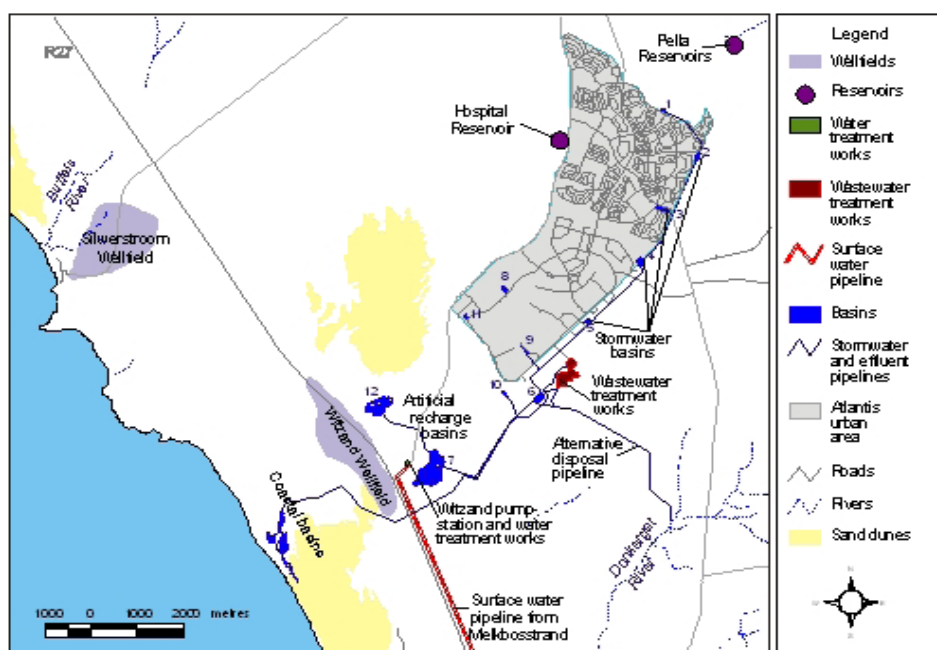 R27
Pella
Reservoirs
Hospital
Reservoir
1
2
3
4
5
8
11
9
Stormwater
basins
Buffels
River
Silwerstroom
Wellfield
12
Artificial
recharge
basins
10
6
Wastewater
treatment
works
Witzand Wellfield
7
Alternative
disposal
pipeline
Coastal basins
Witzand pump-
station and water
treatment works
Donkergat
River
Surface water
pipeline from
Melkbosstrand
1000 0 1000 2000 metres
Legend
Wellfields
Reservoirs
Water
treatment
works
Wastewater
treatment
works
Surface
water
pipeline
Basins
Stormwater
and effluent
pipelines
Atlantis
urban
area
Roads
Rivers
Sand dunes